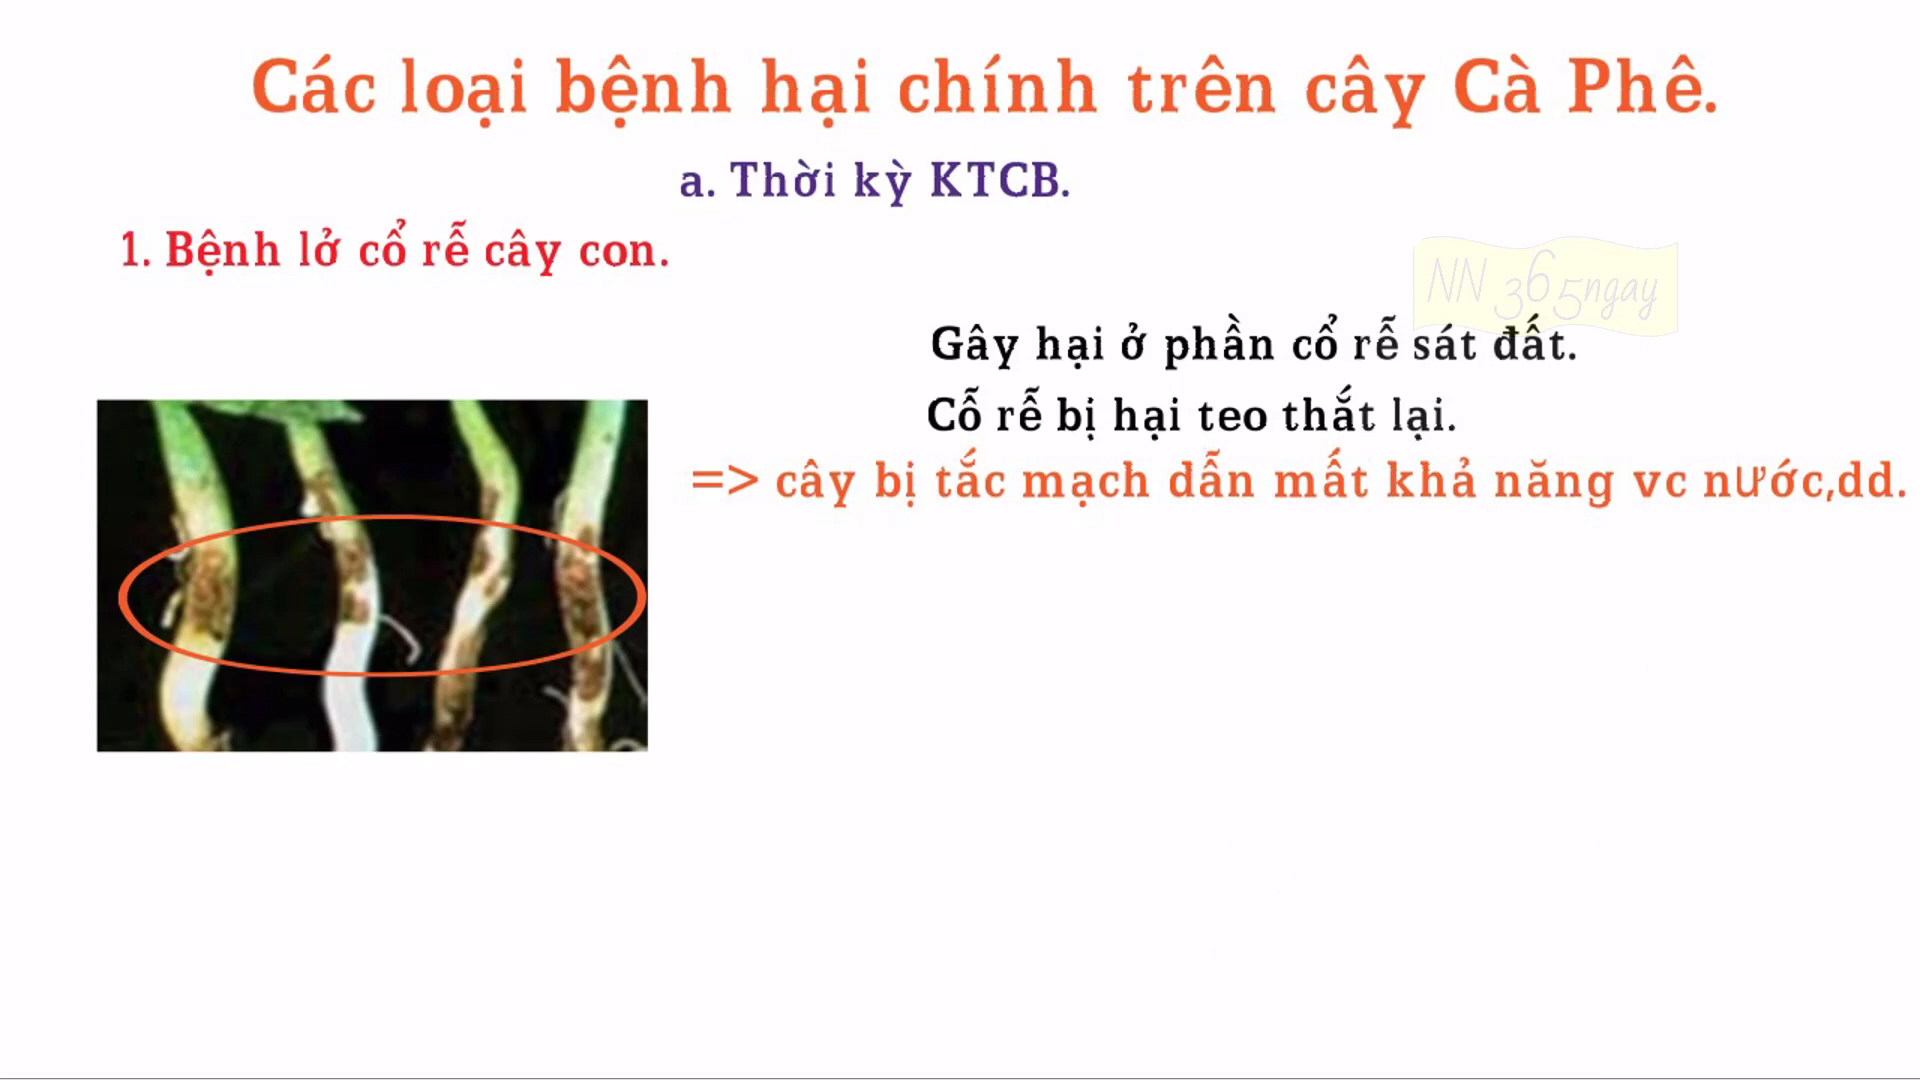 Các loại bệnh hại chính trên cây Cà Phê.
a. Thời kỳ KTCB.
1. Bệnh lở cổ rễ cây con.
NN 365ngay
Gây hại ở phần cổ rễ sát đất.
Cỗ rễ bị hại teo thắt lại.
=> cây bị tắc mạch dẫn mất khả năng vc nước,dd.